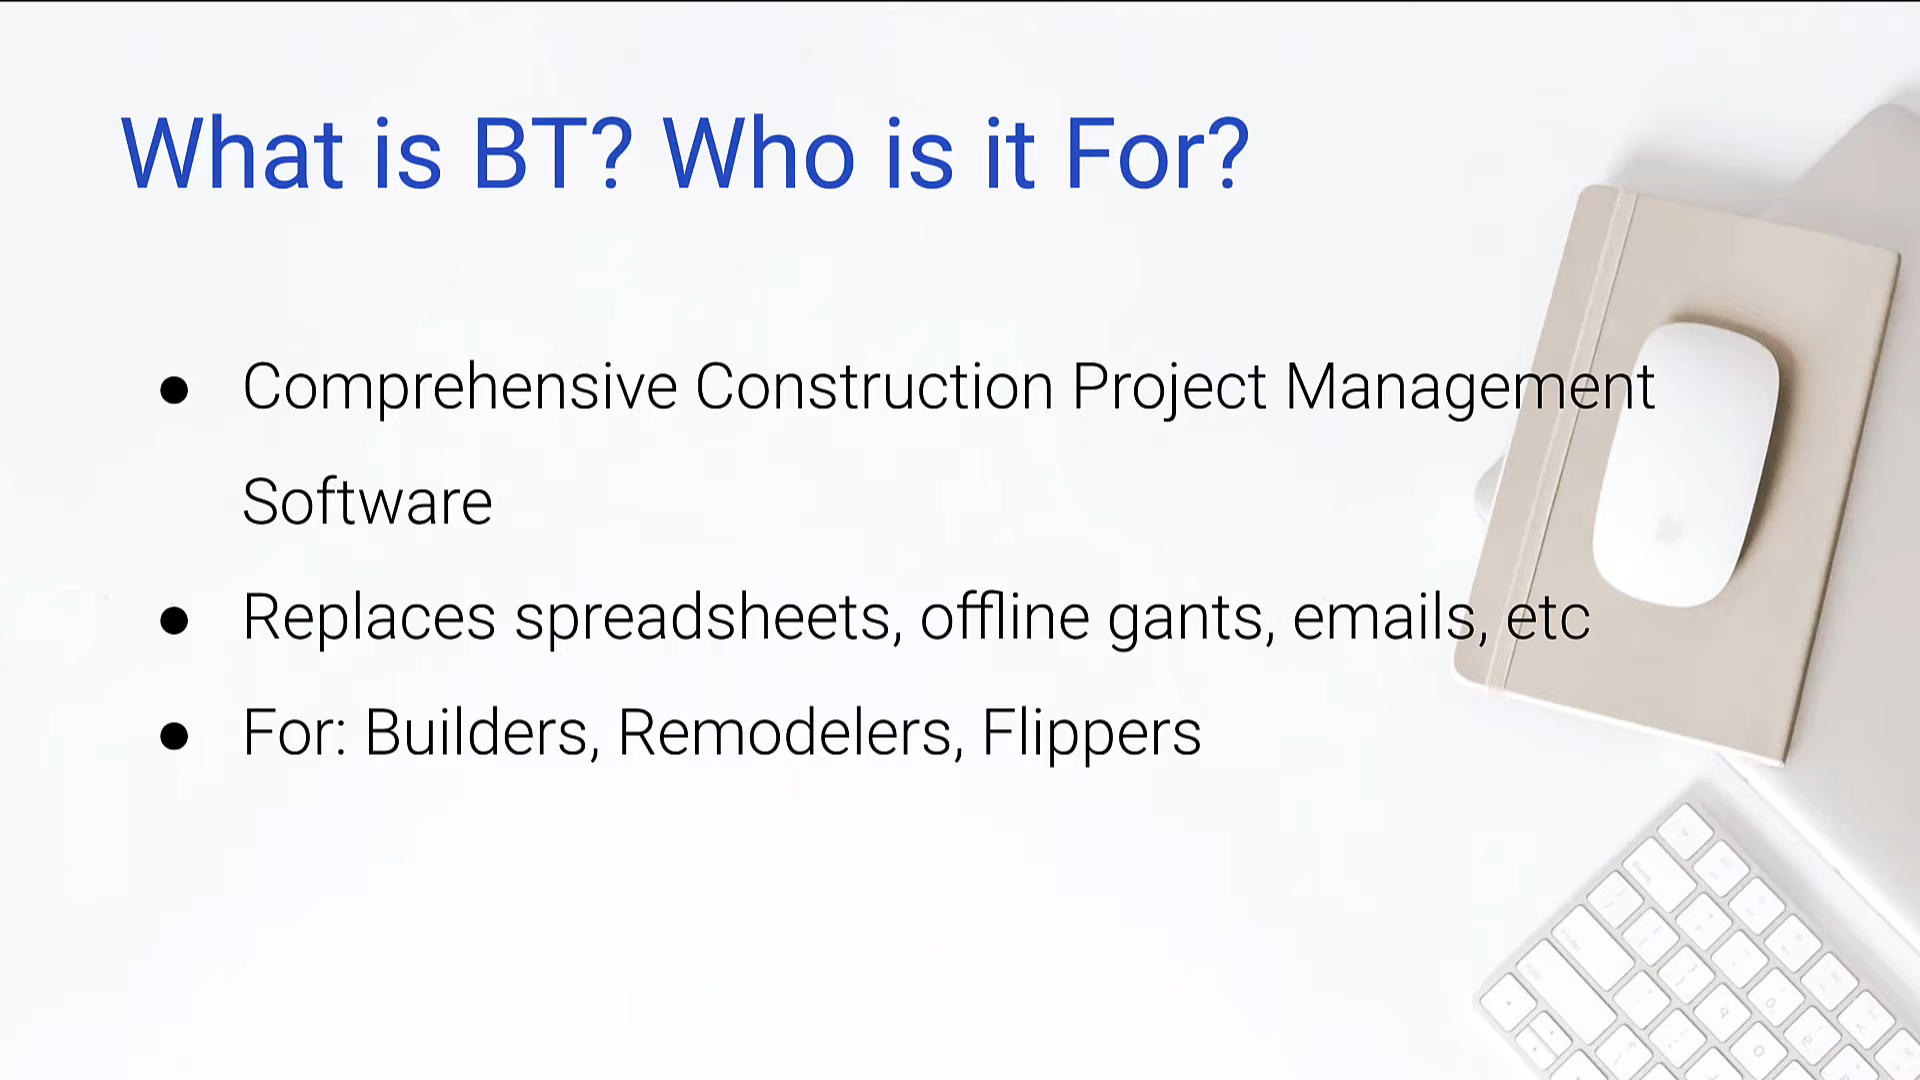 What is BT? Who is it For?
● Comprehensive Construction Project Management
Software
● Replaces spreadsheets, offline gants, emails, etc
● For: Builders, Remodelers, Flippers